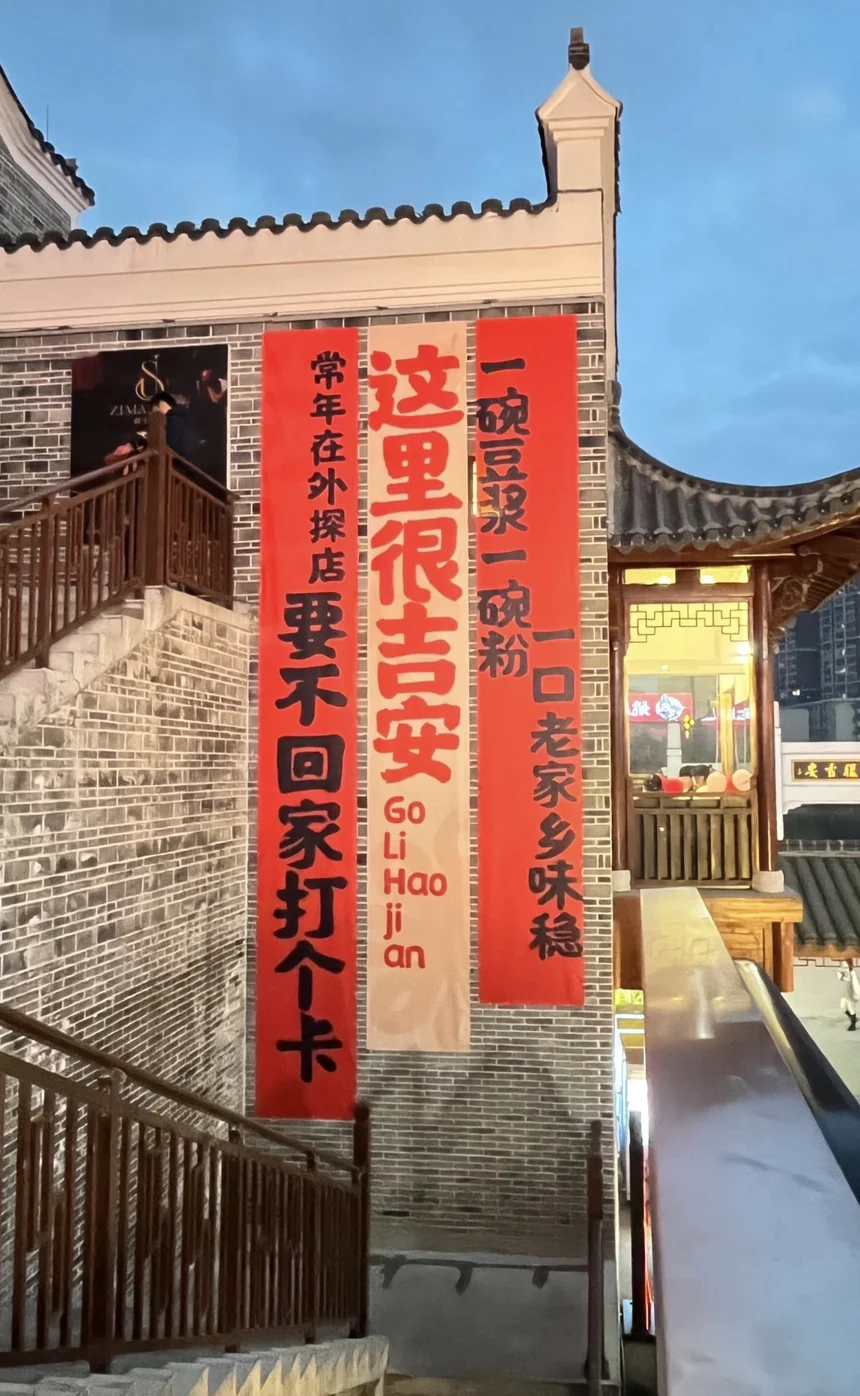 常年在外探店
要不回家打个卡
这里很吉安
Go
Li
Hao
ji
an
一碗豆浆一碗粉
一口老家乡味稳